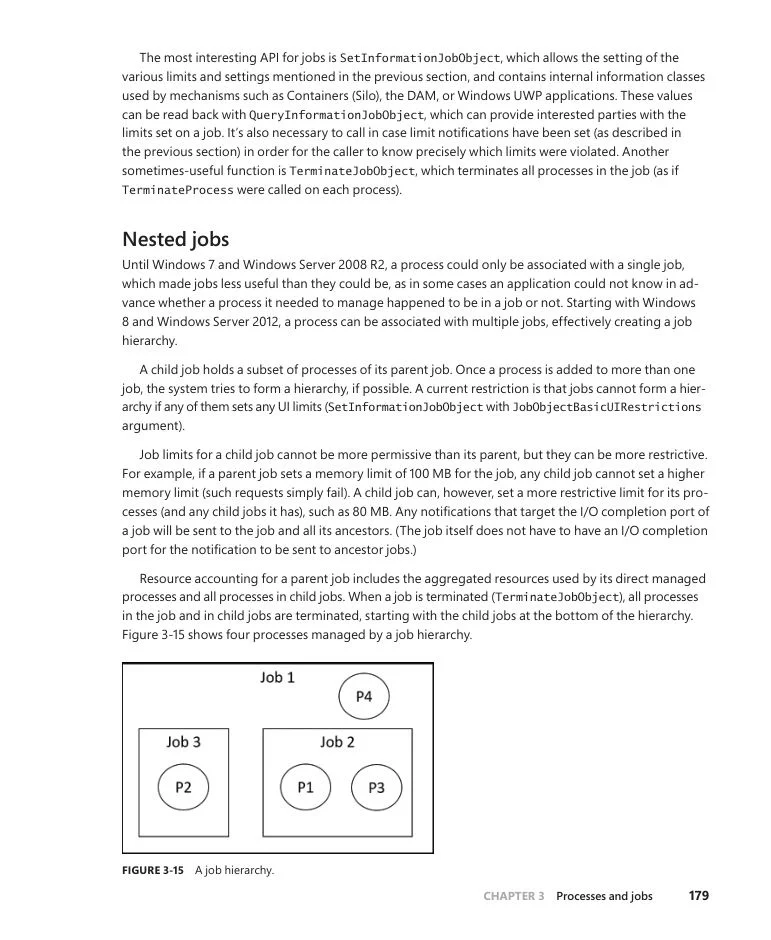 The most interesting API for jobs is SetInformationJobObject, which allows the setting of the
various limits and settings mentioned in the previous section, and contains internal information classes
used by mechanisms such as Containers (Silo), the DAM, or Windows UWP applications. These values
can be read back with QueryInformationJobObject, which can provide interested parties with the
limits set on a job. It’s also necessary to call in case limit notifications have been set (as described in
the previous section) in order for the caller to know precisely which limits were violated. Another
sometimes-useful function is TerminateJobObject, which terminates all processes in the job (as if
TerminateProcess were called on each process).
Nested jobs
Until Windows 7 and Windows Server 2008 R2, a process could only be associated with a single job,
which made jobs less useful than they could be, as in some cases an application could not know in ad-
vance whether a process it needed to manage happened to be in a job or not. Starting with Windows
8 and Windows Server 2012, a process can be associated with multiple jobs, effectively creating a job
hierarchy.
A child job holds a subset of processes of its parent job. Once a process is added to more than one
job, the system tries to form a hierarchy, if possible. A current restriction is that jobs cannot form a hier-
archy if any of them sets any UI limits (SetInformationJobObject with JobObjectBasicUIRestrictions
argument).
Job limits for a child job cannot be more permissive than its parent, but they can be more restrictive.
For example, if a parent job sets a memory limit of 100 MB for the job, any child job cannot set a higher
memory limit (such requests simply fail). A child job can, however, set a more restrictive limit for its pro-
cesses (and any child jobs it has), such as 80 MB. Any notifications that target the I/O completion port of
a job will be sent to the job and all its ancestors. (The job itself does not have to have an I/O completion
port for the notification to be sent to ancestor jobs.)
Resource accounting for a parent job includes the aggregated resources used by its direct managed
processes and all processes in child jobs. When a job is terminated (TerminateJobObject), all processes
in the job and in child jobs are terminated, starting with the child jobs at the bottom of the hierarchy.
Figure 3-15 shows four processes managed by a job hierarchy.
Job 1
P4
Job 3
Job 2
P2
P1
P3
FIGURE 3-15 A job hierarchy.
CHAPTER 3 Processes and jobs 179